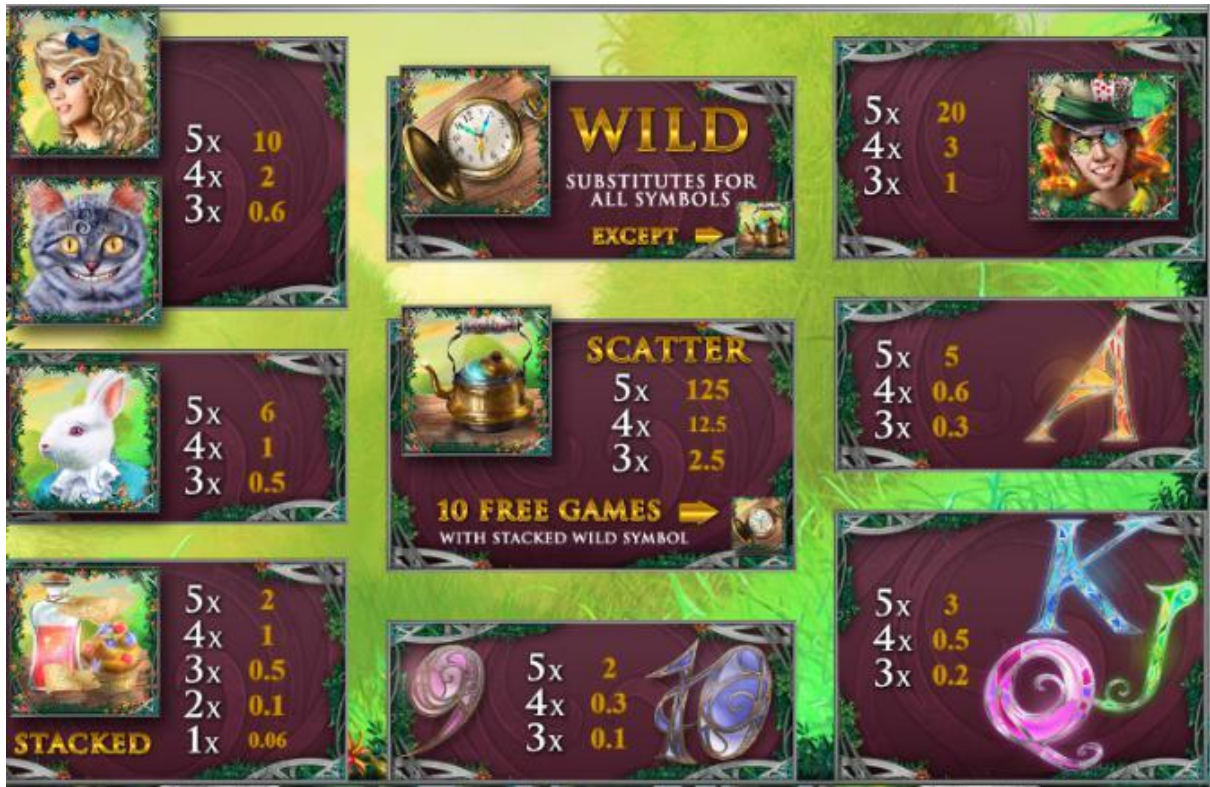 5x 10
4x 2
3x 0.6
WILD
SUBSTITUTES FOR
ALL SYMBOLS
EXCEPT
5x 20
4x 3
3x 1
5x 6
4x 1
3x 0.5
SCATTER
5x 125
4x 12.5
3x 2.5
10 FREE GAMES
WITH STACKED WILD SYMBOL
5x 5
4x 0.6
3x 0.3
A
5x 2
4x 1
3x 0.5
2x 0.1
1x 0.06
STACKED
9
5x 2
4x 0.3
3x 0.1
10
5x 3
4x 0.5
3x 0.2
K
Q J